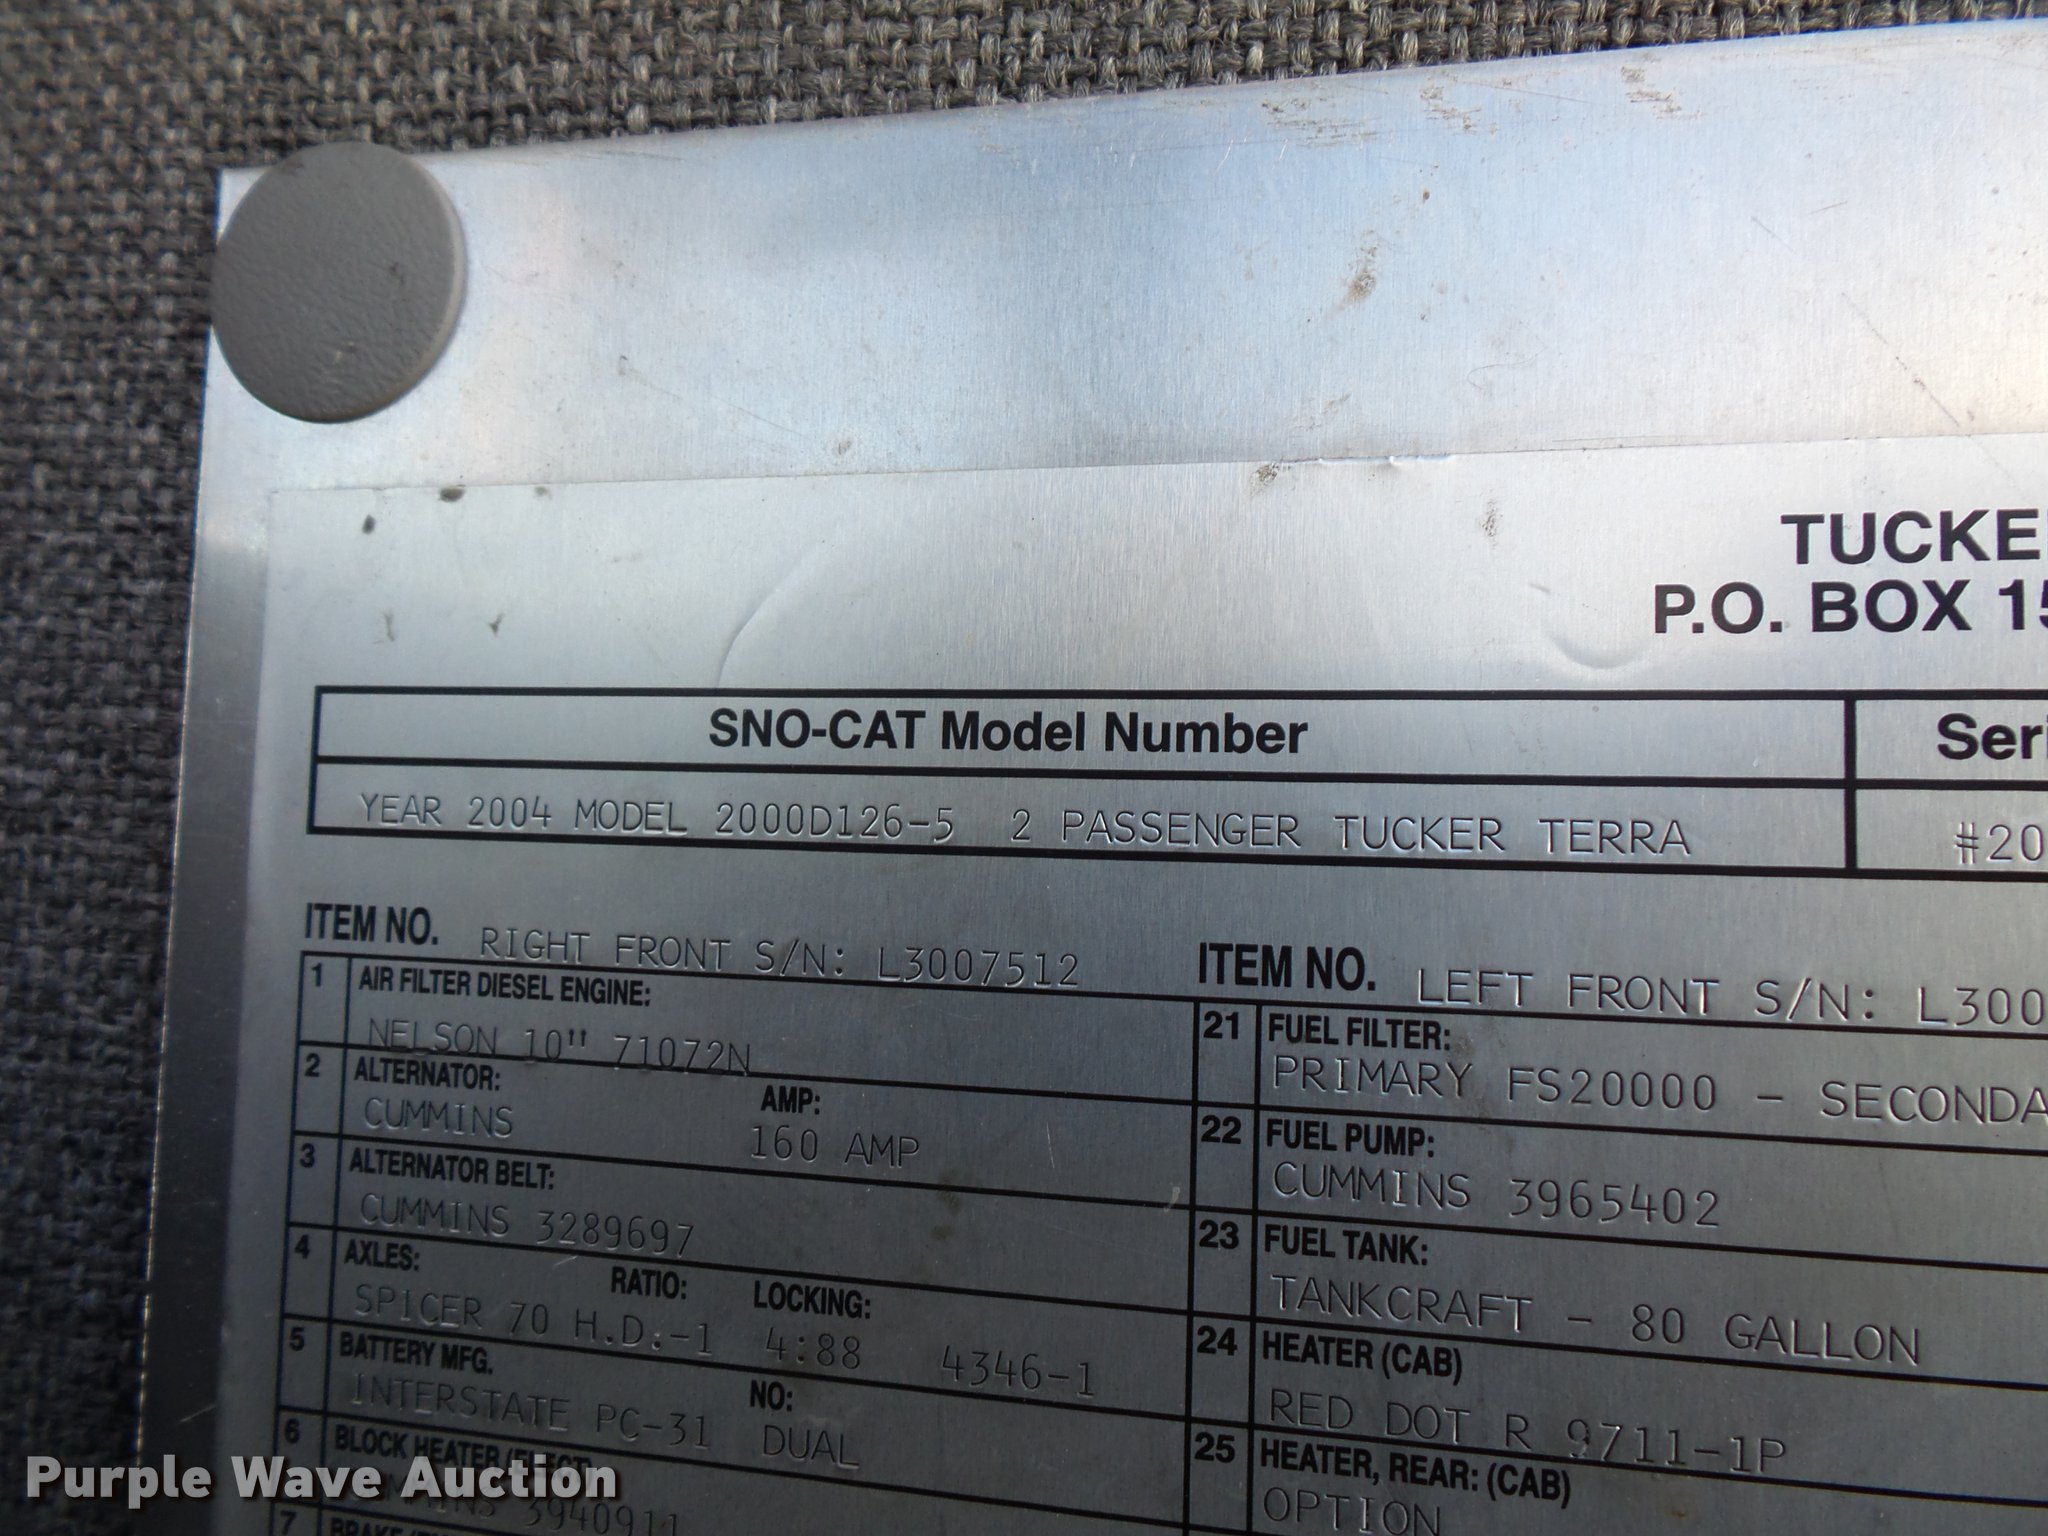 TUCKE
P.O. BOX 15
SNO-CAT Model Number
Seri
YEAR 2004 MODEL 2000D126-5 2 PASSENGER TUCKER TERRA
#20
ITEM NO. RIGHT FRONT S/N: L3007512
1 AIR FILTER DIESEL ENGINE:
NELSON 10" 71072N
2 ALTERNATOR: AMP:
CUMMINS 160 AMP
3 ALTERNATOR BELT:
CUMMINS 3289697
4 AXLES: RATIO: LOCKING:
SPICER 70 H.D.-1 4:88 4346-1
5 BATTERY MFG. NO:
INTERSTATE PC-31 DUAL
6 BLOCK HEATER (ELECT)
3940911
7
ITEM NO. LEFT FRONT S/N: L300
21 FUEL FILTER:
PRIMARY FS20000 - SECONDA
22 FUEL PUMP:
CUMMINS 3965402
23 FUEL TANK:
TANKCRAFT - 80 GALLON
24 HEATER (CAB)
RED DOT R 9711-1P
25 HEATER, REAR: (CAB)
OPTION
Purple Wave Auction